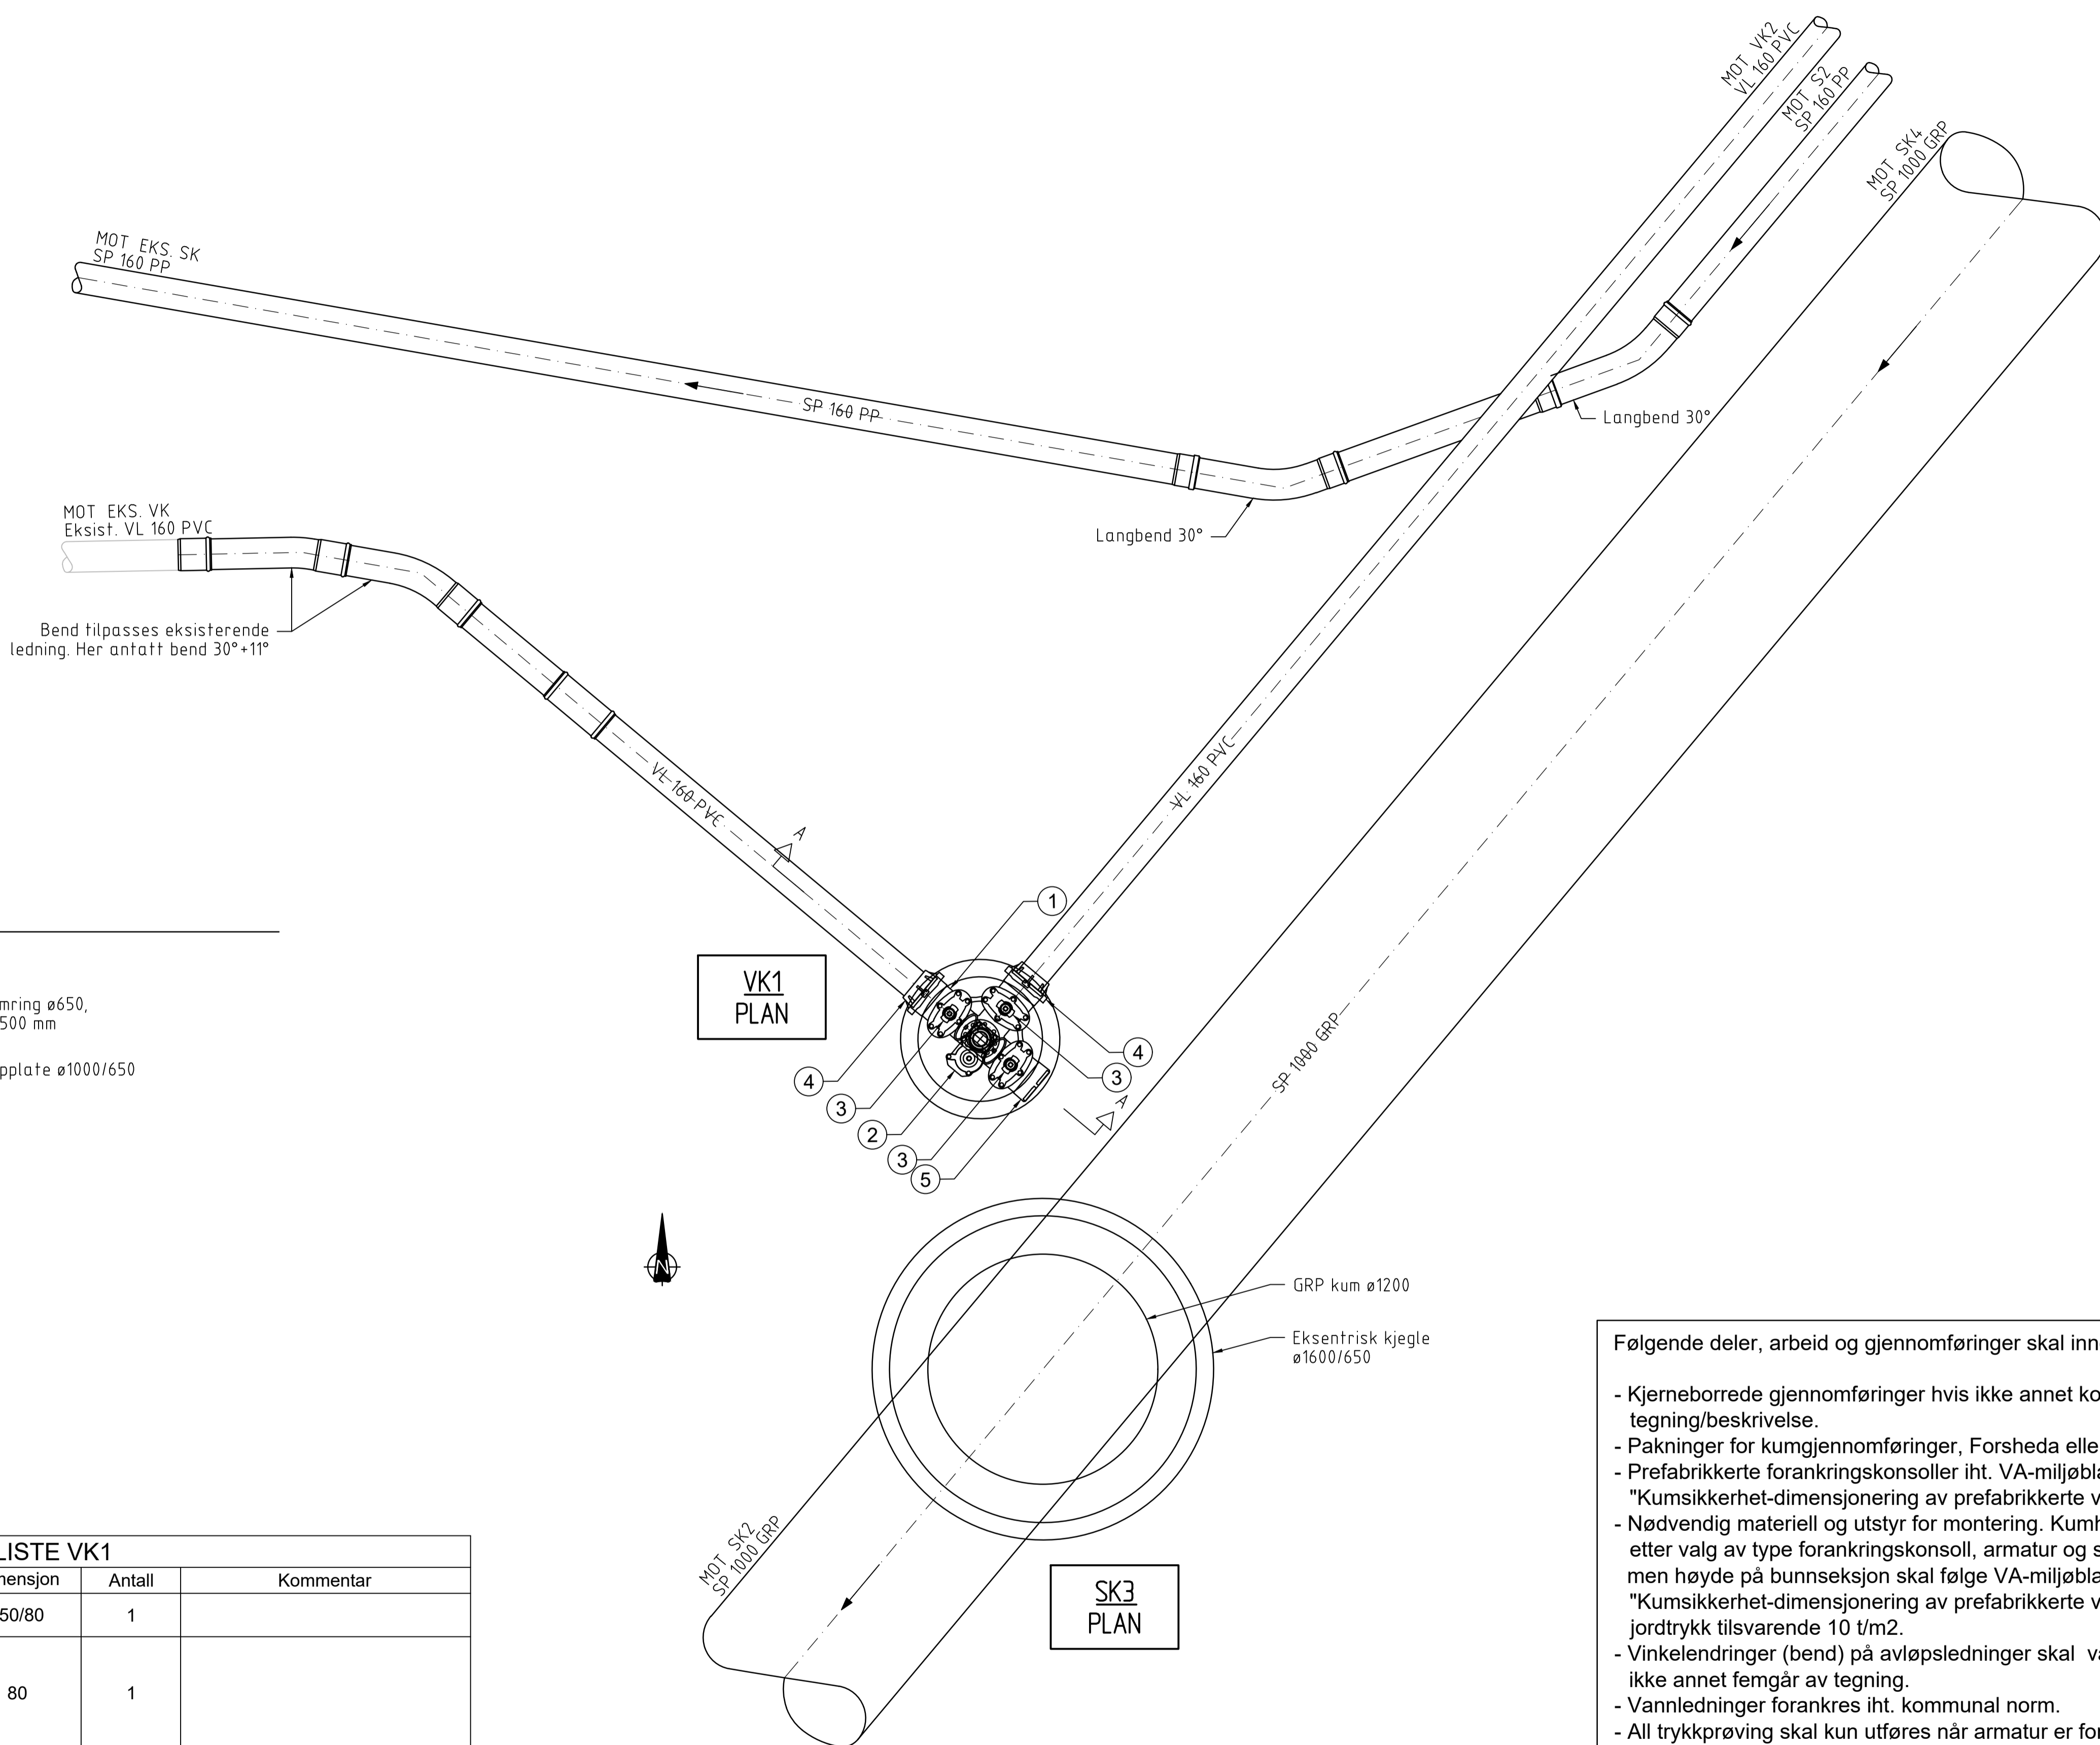 MOT VK2
VL 160 PVC
MOT S2
SP 160 PP
MOT SK4
SP 1000 GRP
MOT EKS. SK
SP 160 PP
SP 160 PP
Langbend 30°
Langbend 30°
MOT EKS. VK
Eksist. VL 160 PVC
Bend tilpasses eksisterende
ledning. Her antatt bend 30°+11°
VL 160 PVC
VL 160 PVC
A
1
VK1
PLAN
mring ø650,
500 mm
pplate ø1000/650
4
3
2
3
5
4
3
A
SP 1000 GRP
N
GRP kum ø1200
Eksentrisk kjegle
ø1600/650
MOT SK2
SP 1000 GRP
SK3
PLAN
LISTE VK1
mensjon Antall Kommentar
50/80 1
80 1
Følgende deler, arbeid og gjennomføringer skal inn
- Kjerneborrede gjennomføringer hvis ikke annet ko
tegning/beskrivelse.
- Pakninger for kumgjennomføringer, Forsheda elle
- Prefabrikkerte forankringskonsoller iht. VA-miljøbla
"Kumsikkerhet-dimensjonering av prefabrikkerte v
- Nødvendig materiell og utstyr for montering. Kumh
etter valg av type forankringskonsoll, armatur og s
men høyde på bunnseksjon skal følge VA-miljøbla
"Kumsikkerhet-dimensjonering av prefabrikkerte v
jordtrykk tilsvarende 10 t/m2.
- Vinkelendringer (bend) på avløpsledninger skal va
ikke annet femgår av tegning.
- Vannledninger forankres iht. kommunal norm.
- All trykkprøving skal kun utføres når armatur er for